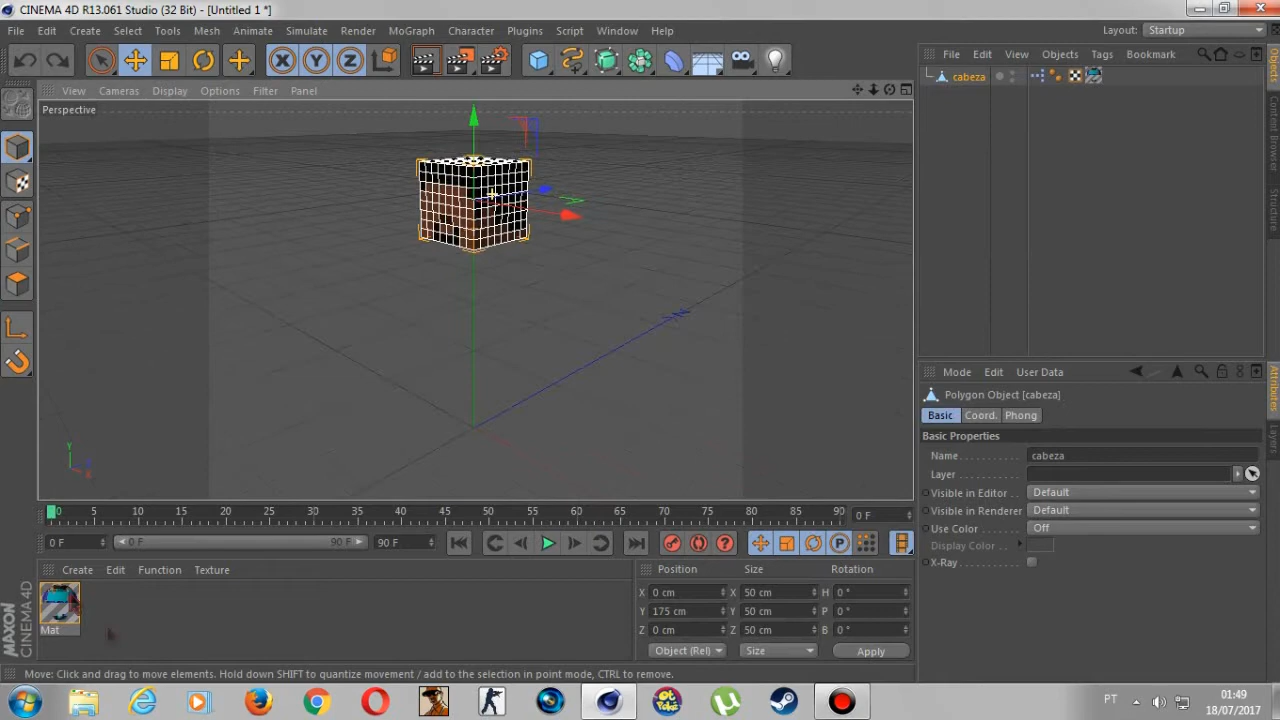 CINEMA 4D R13.061 Studio (32 Bit) - [Untitled 1 *]
File Edit Create Select Tools Mesh Animate Simulate Render MoGraph Character Plugins Script Window Help
Layout: Startup
X Y Z
File Edit View Objects Tags Bookmark
cabeza
View Cameras Display Options Filter Panel
Perspective
Y
Objects
Content Browser
Structure
Mode Edit User Data
Polygon Object [cabeza]
Basic Coord. Phong
Basic Properties
Name cabeza
Layer
Visible in Editor Default
Visible in Renderer Default
Use Color Off
Display Color
X-Ray
Attributes
Layers
0 5 10 15 20 25 30 35 40 45 50 55 60 65 70 75 80 85 90 0 F
0 F 0 F 90 F 90 F
P
Create Edit Function Texture
Mat
Position Size Rotation
X 0 cm X 50 cm H 0 °
Y 175 cm Y 50 cm P 0 °
Z 0 cm Z 50 cm B 0 °
Object (Rel) Size Apply
MAXON
CINEMA 4D
Move: Click and drag to move elements. Hold down SHIFT to quantize movement / add to the selection in point mode, CTRL to remove.
PT
01:49
18/07/2017